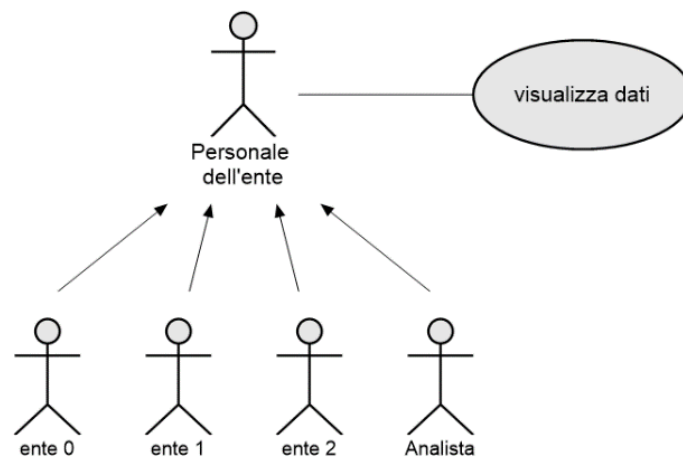 visualizza dati
Personale
dell'ente
ente 0
ente 1
ente 2
Analista